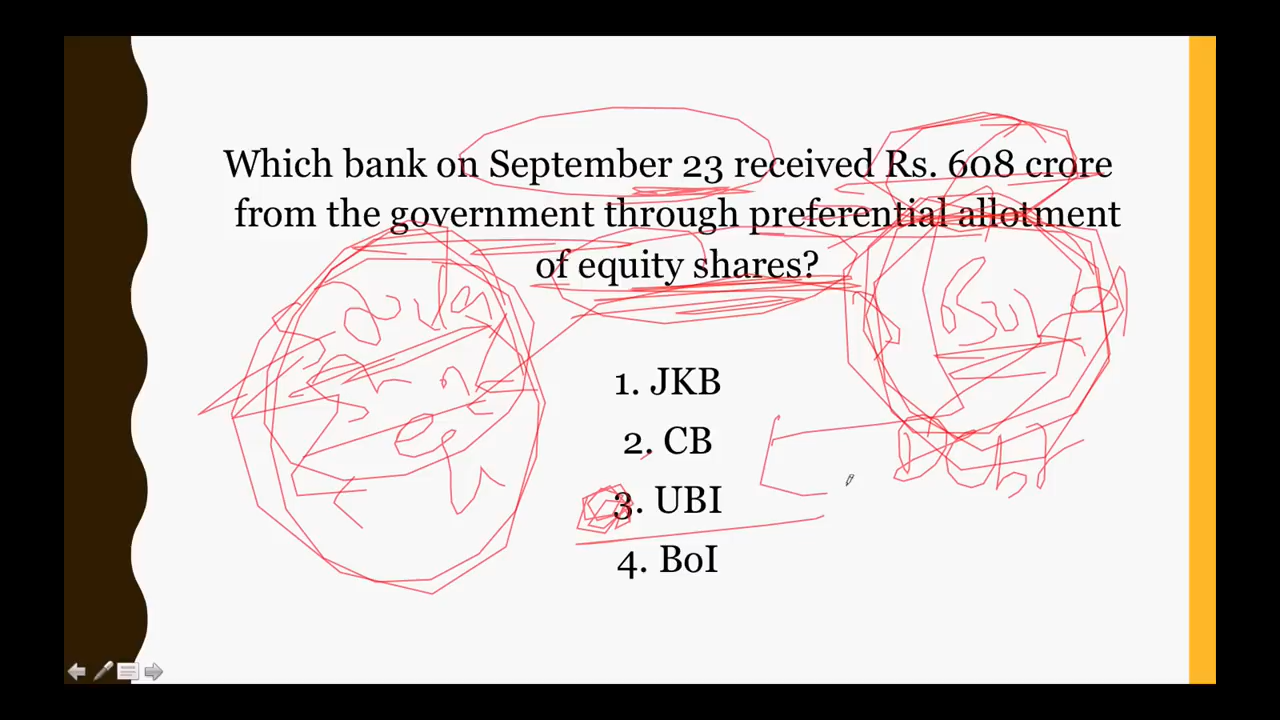 Which bank on September 23 received Rs. 608 crore
from the government through preferential allotment
of equity shares?
1. JKB
2. CB
3. UBI
4. BoI